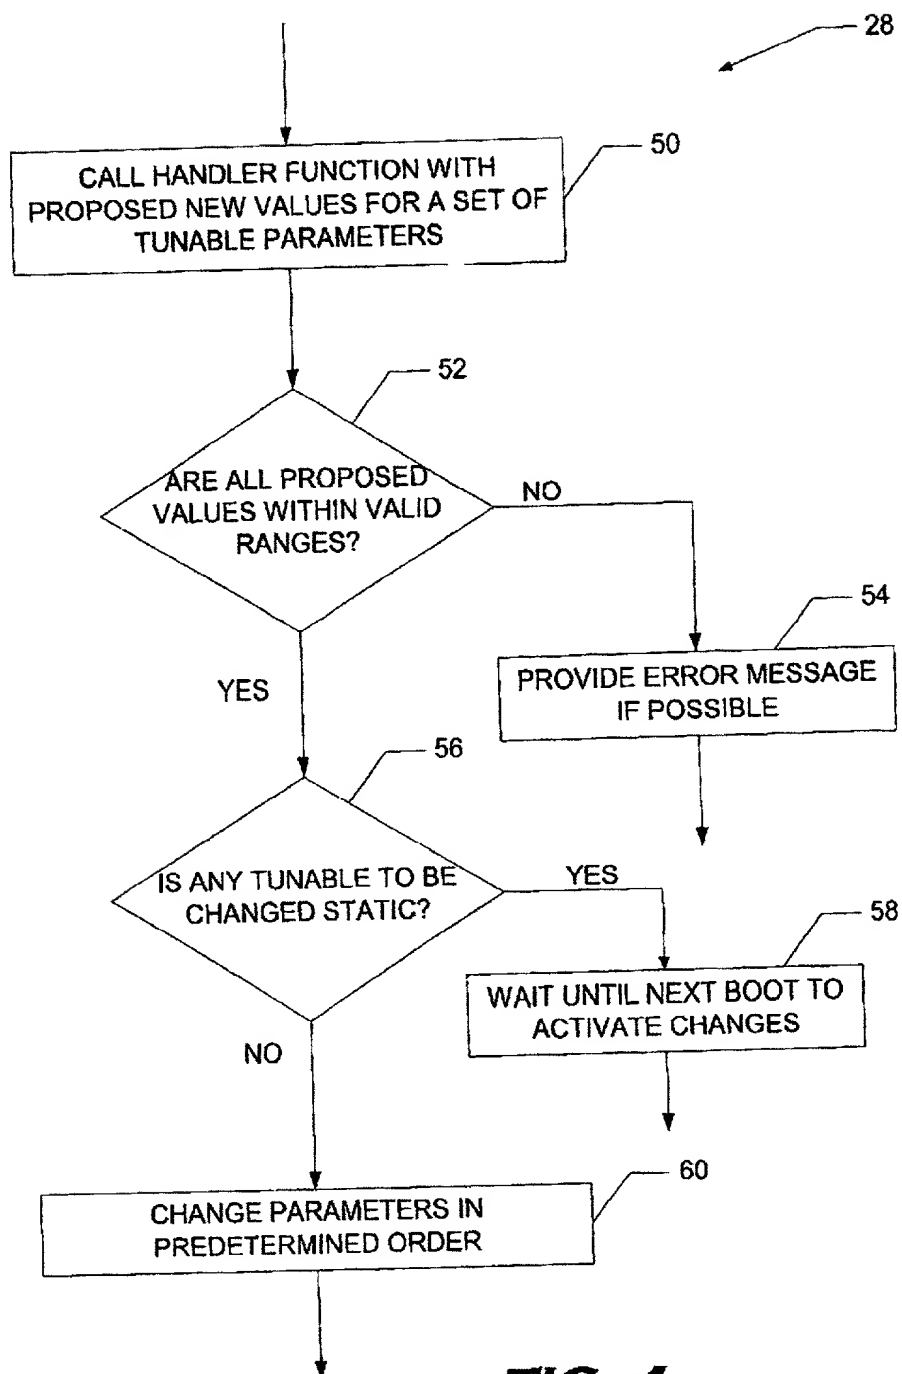 28
50
CALL HANDLER FUNCTION WITH
PROPOSED NEW VALUES FOR A SET OF
TUNABLE PARAMETERS
52
ARE ALL PROPOSED
VALUES WITHIN VALID
RANGES?
NO
54
PROVIDE ERROR MESSAGE
IF POSSIBLE
YES
56
IS ANY TUNABLE TO BE
CHANGED STATIC?
YES
58
WAIT UNTIL NEXT BOOT TO
ACTIVATE CHANGES
NO
60
CHANGE PARAMETERS IN
PREDETERMINED ORDER